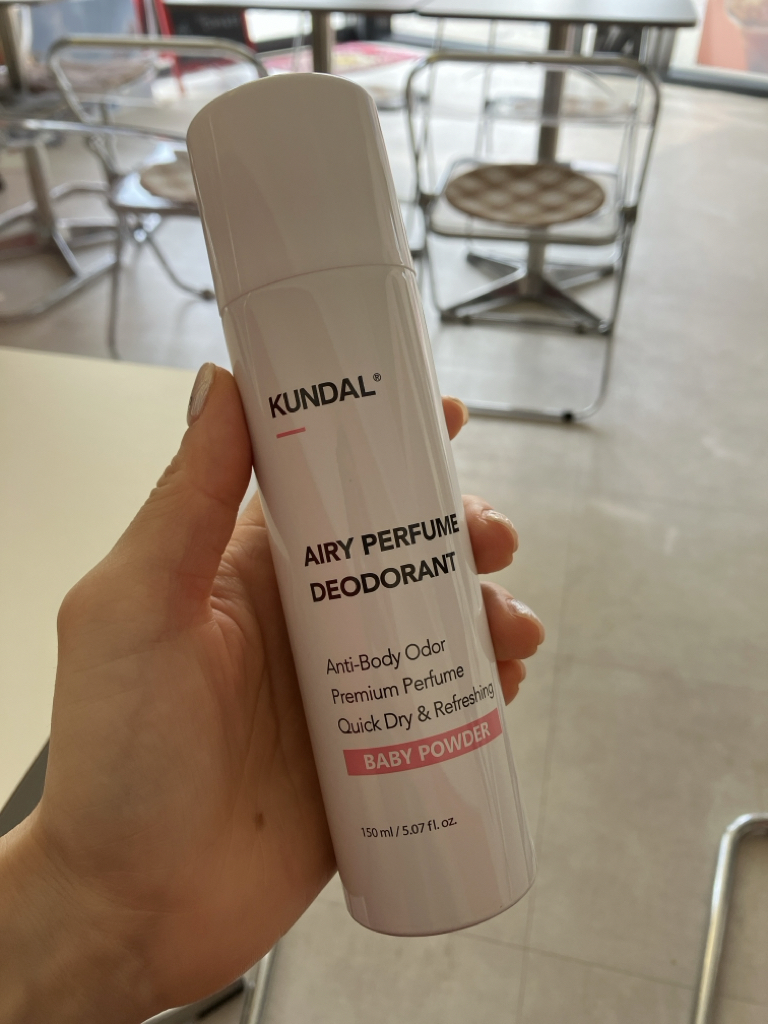 KUNDAL®
AIRY PERFUME
DEODORANT
Anti-Body Odor
Premium Perfume
Quick Dry & Refreshing
BABY POWDER
150 ml / 5.07 fl. oz.